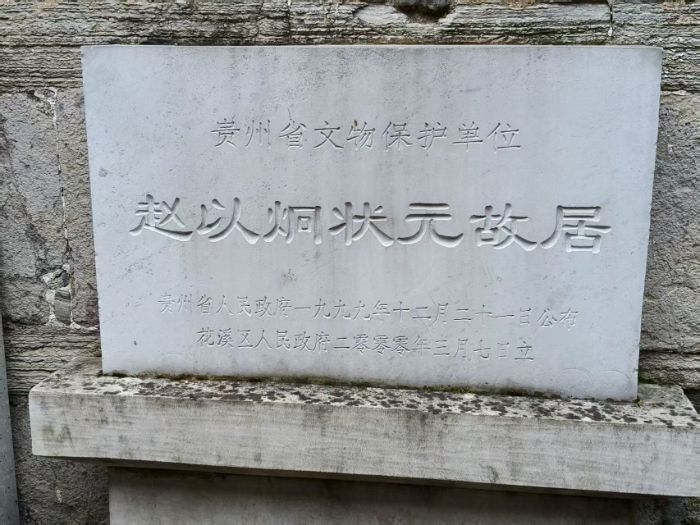 贵州省文物保护单位
赵以炯状元故居
贵州省人民政府一九九九年十二月二十一日公布
花溪区人民政府二零零零年三月七日立